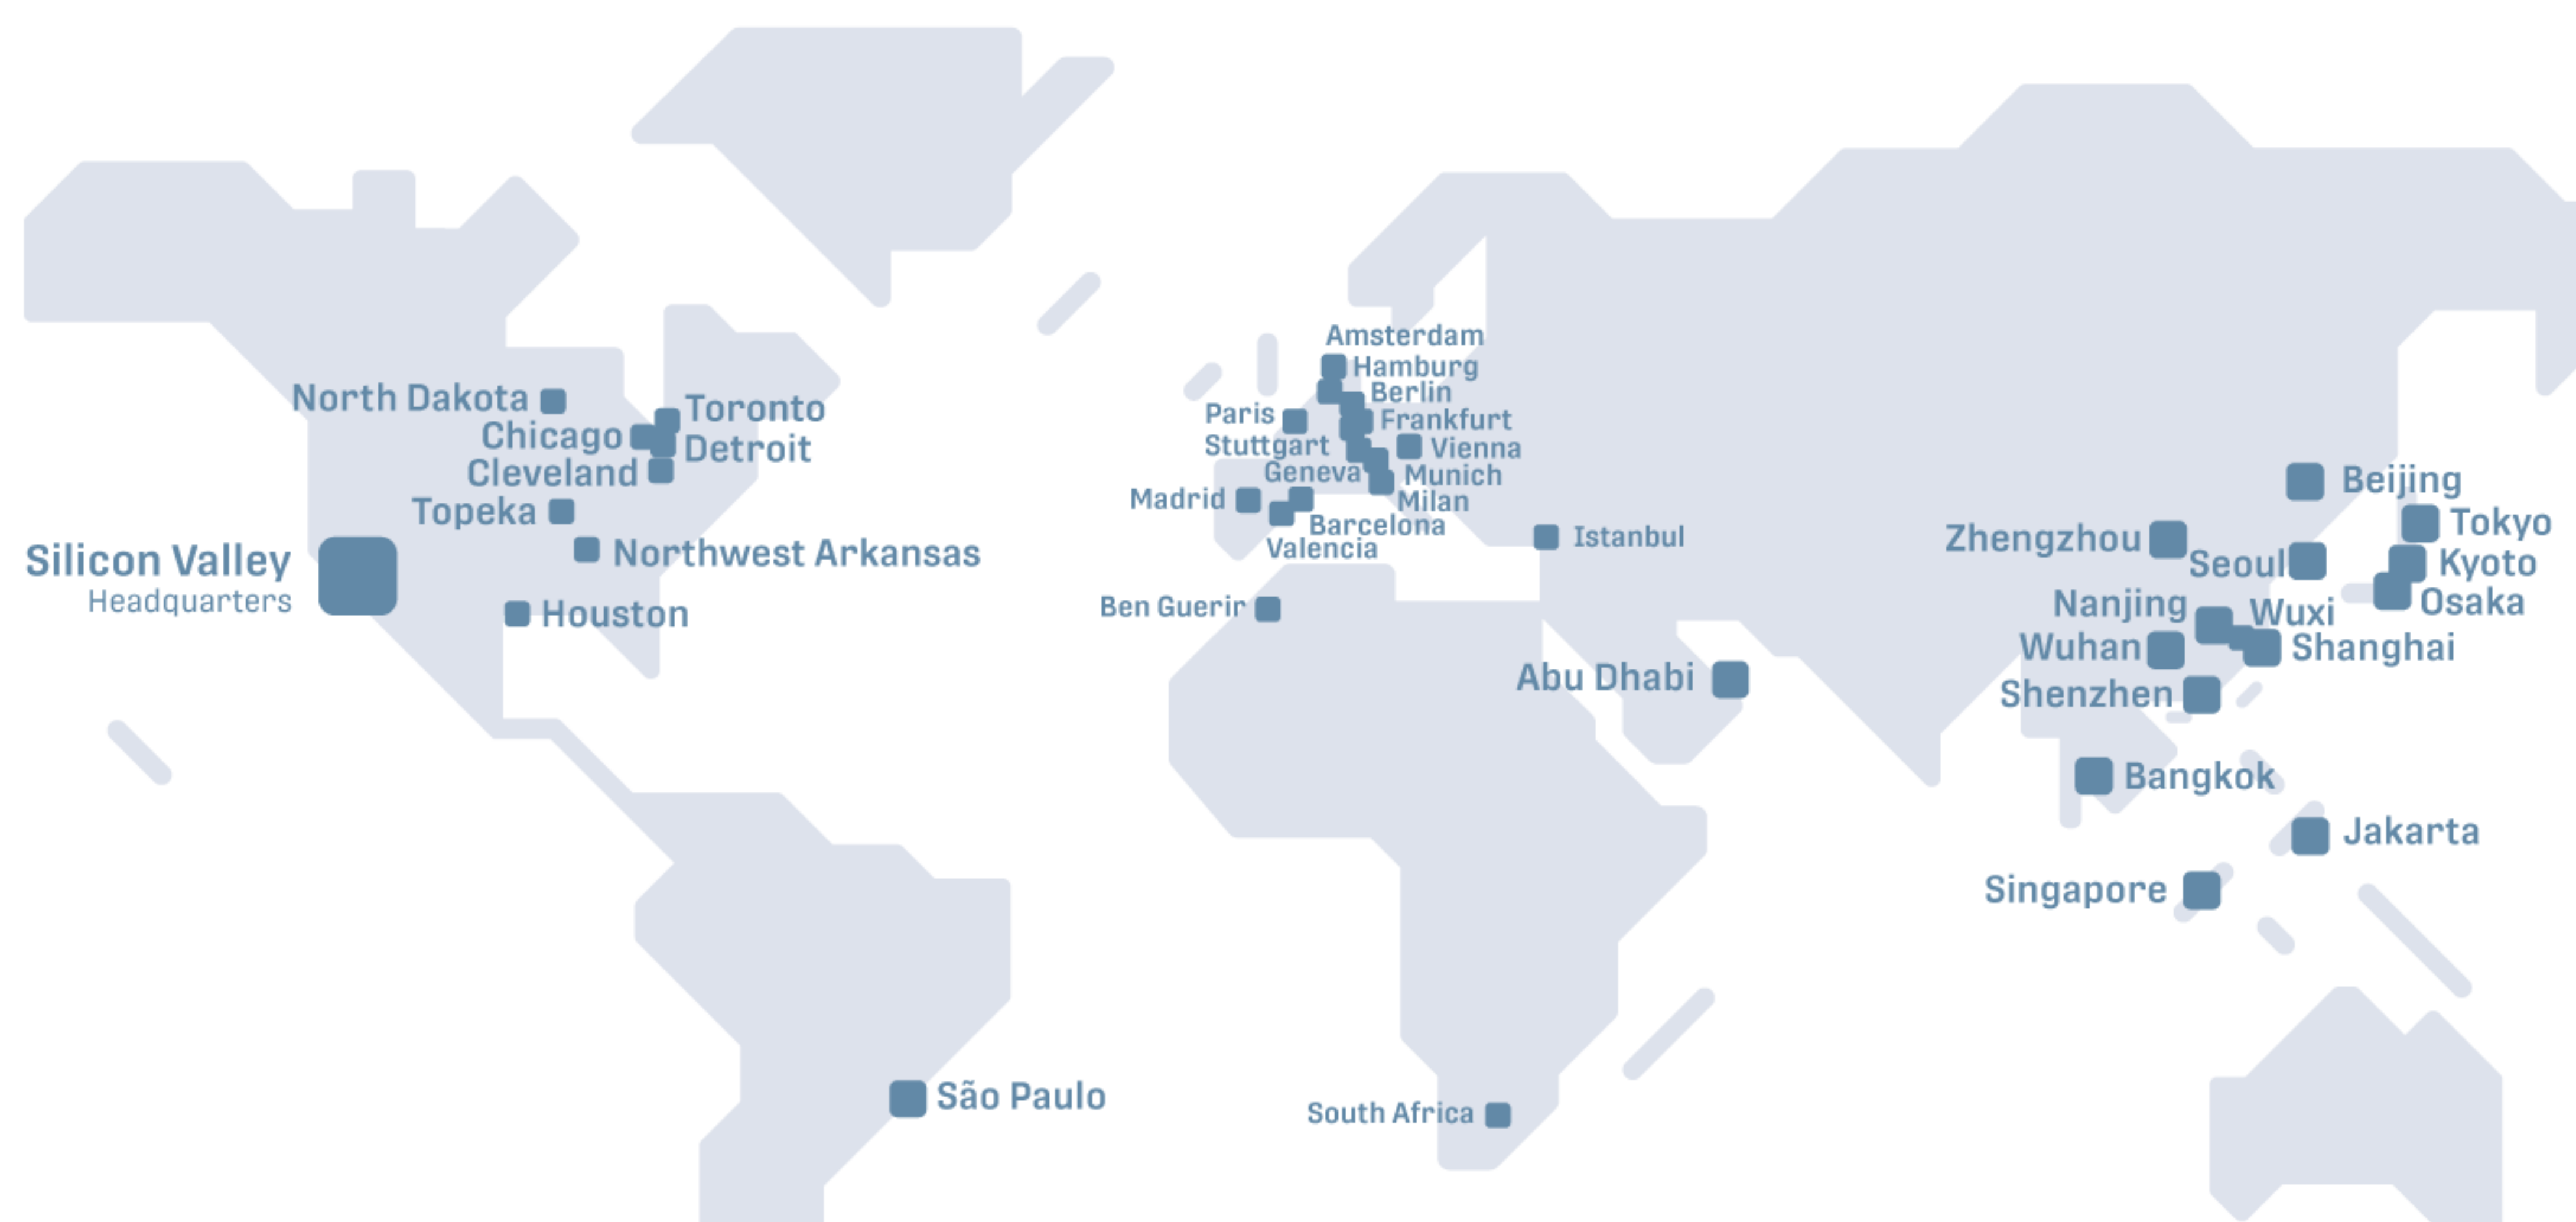 North Dakota
Toronto
Chicago
Detroit
Cleveland
Topeka
Silicon Valley
Headquarters
Northwest Arkansas
Houston
São Paulo
Amsterdam
Hamburg
Berlin
Paris
Frankfurt
Stuttgart
Vienna
Geneva
Munich
Madrid
Milan
Barcelona
Valencia
Istanbul
Ben Guerir
Abu Dhabi
South Africa
Beijing
Tokyo
Zhengzhou
Seoul
Kyoto
Nanjing
Wuxi
Osaka
Wuhan
Shanghai
Shenzhen
Bangkok
Jakarta
Singapore